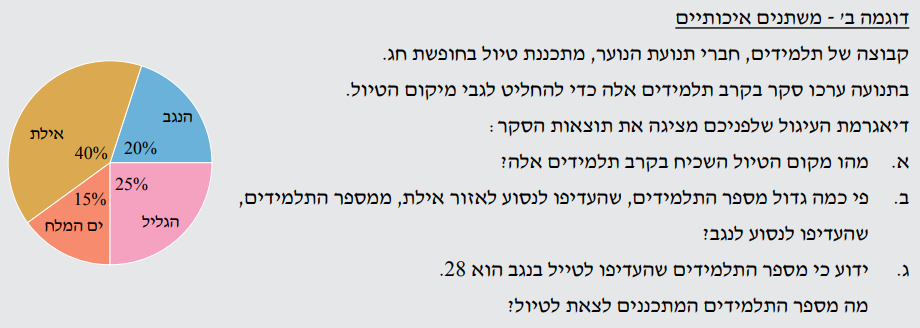 דוגמה ב' - משתנים איכותיים
קבוצה של תלמידים, חברי תנועת הנוער, מתכננת טיול בחופשת חג.
בתנועה ערכו סקר בקרב תלמידים אלה כדי להחליט לגבי מיקום הטיול.
דיאגרמת העיגול שלפניכם מציגה את תוצאות הסקר:
א. מהו מקום הטיול השכיח בקרב תלמידים אלה?
ב. פי כמה גדול מספר התלמידים, שהעדיפו לנסוע לאזור אילת, ממספר התלמידים,
שהעדיפו לנסוע לנגב?
ג. ידוע כי מספר התלמידים שהעדיפו לטייל בנגב הוא 28.
מה מספר התלמידים המתכננים לצאת לטיול?
הנגב
20%
אילת
40%
25%
הגליל
15%
ים המלח